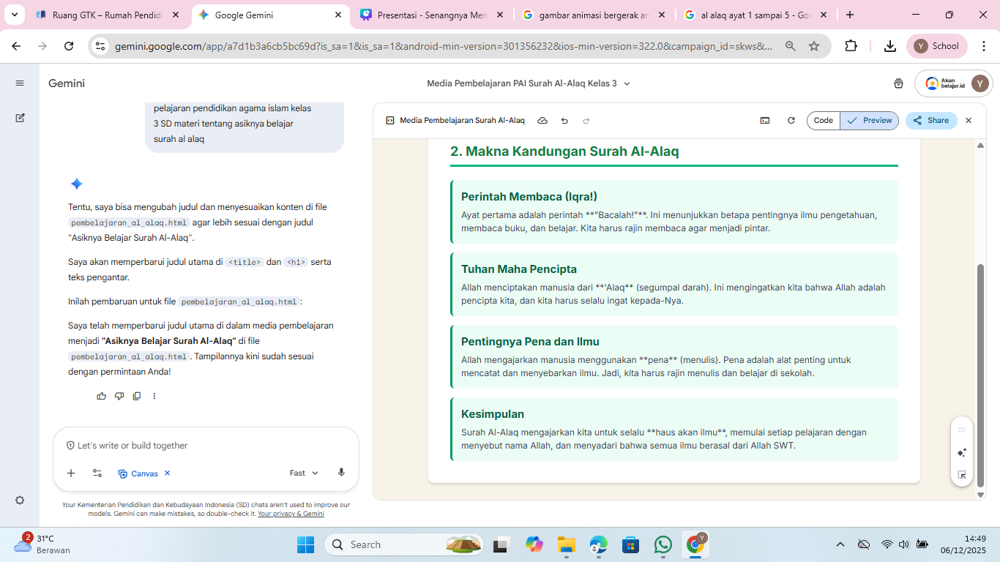 Ruang GTK – Rumah Pendidi
Google Gemini
Presentasi - Senangnya Mem
gambar animasi bergerak an
al alaq ayat 1 sampai 5 - Goo
gemini.google.com/app/a7d1b3a6cb5bc69d?is_sa=1&is_sa=1&android-min-version=301356232&ios-min-version=322.0&campaign_id=skws&...
Y
School
Gemini
Media Pembelajaran PAI Surah Al-Alaq Kelas 3
Akun
belajar.id
Y
pelajaran pendidikan agama islam kelas
3 SD materi tentang asiknya belajar
surah al alaq
Tentu, saya bisa mengubah judul dan menyesuaikan konten di file
pembelajaran_al_alaq.html agar lebih sesuai dengan judul
"Asiknya Belajar Surah Al-Alaq".
Saya akan memperbarui judul utama di <title> dan <h1> serta
teks pengantar.
Inilah pembaruan untuk file pembelajaran_al_alaq.html:
Saya telah memperbarui judul utama di dalam media pembelajaran
menjadi "Asiknya Belajar Surah Al-Alaq" di file
pembelajaran_al_alaq.html. Tampilannya kini sudah sesuai
dengan permintaan Anda!
Let's write or build together
Canvas
Fast
Your Kementerian Pendidikan dan Kebudayaan Indonesia (SD) chats aren't used to improve our
models. Gemini can make mistakes, so double-check it. Your privacy & Gemini
Media Pembelajaran Surah Al-Alaq
Code
Preview
Share
2. Makna Kandungan Surah Al-Alaq
Perintah Membaca (Iqra!)
Ayat pertama adalah perintah **"Bacalah!"**. Ini menunjukkan betapa pentingnya ilmu pengetahuan,
membaca buku, dan belajar. Kita harus rajin membaca agar menjadi pintar.
Tuhan Maha Pencipta
Allah menciptakan manusia dari **'Alaq** (segumpal darah). Ini mengingatkan kita bahwa Allah adalah
pencipta kita, dan kita harus selalu ingat kepada-Nya.
Pentingnya Pena dan Ilmu
Allah mengajarkan manusia menggunakan **pena** (menulis). Pena adalah alat penting untuk
mencatat dan menyebarkan ilmu. Jadi, kita harus rajin menulis dan belajar di sekolah.
Kesimpulan
Surah Al-Alaq mengajarkan kita untuk selalu **haus akan ilmu**, memulai setiap pelajaran dengan
menyebut nama Allah, dan menyadari bahwa semua ilmu berasal dari Allah SWT.
2
31°C
Berawan
Search
Y
14:49
06/12/2025